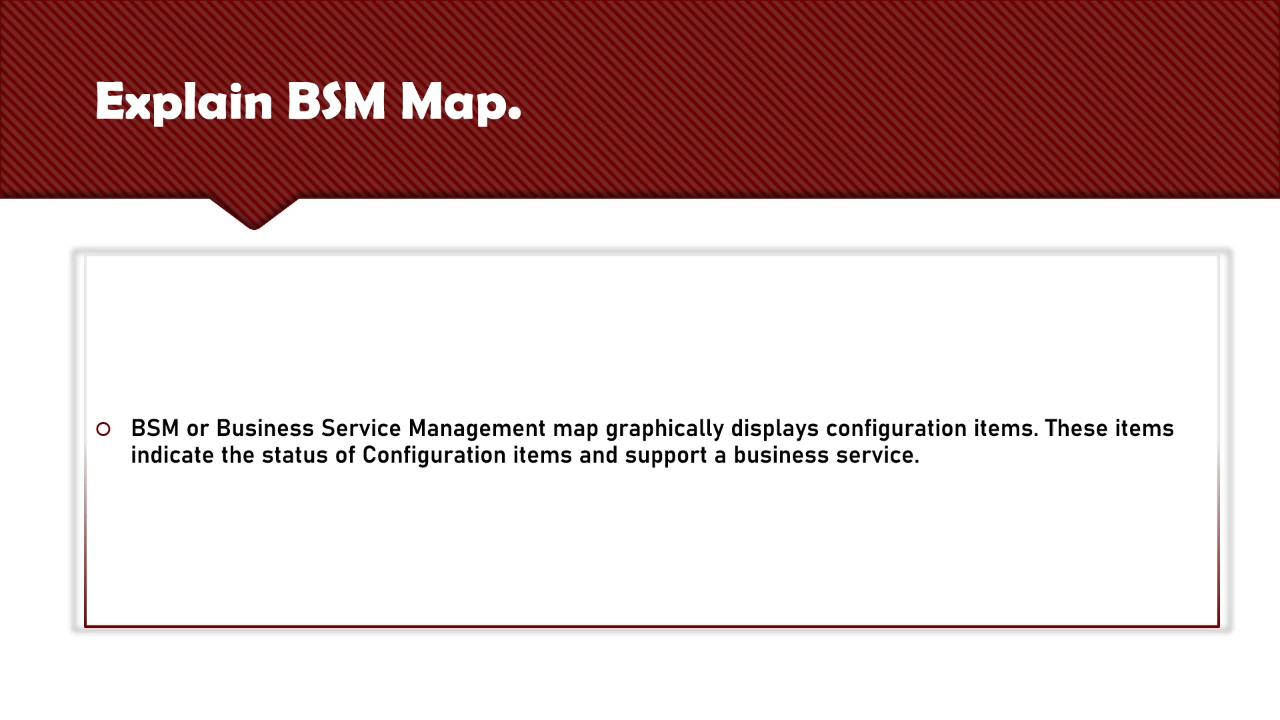 Explain BSM Map.
BSM or Business Service Management map graphically displays configuration items. These items
indicate the status of Configuration items and support a business service.